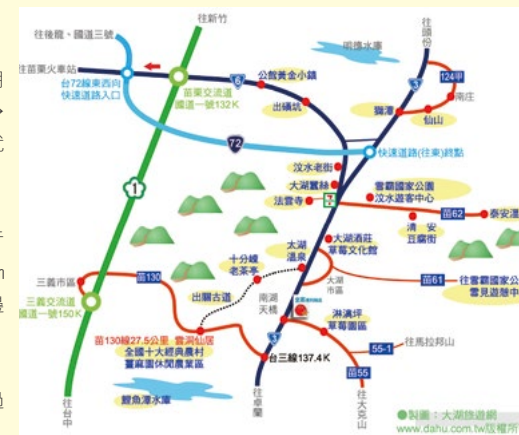 往新竹
往後龍、國道三號
往苗栗火車站
台72線東西向
快速道路入口
苗栗交流道
國道一號132K
6
公館黃金小鎮
出磺坑
明德水庫
往頭份
3
124甲
南庄
獅潭
仙山
72
快速道路(往東)終點
汶水老街
大湖蠶絲
法雲寺
雪霸國家公園
汶水遊客中心
苗62
泰安溫
清安
豆腐街
1
大湖酒莊
草莓文化館
太湖
溫泉
十分崠
老茶亭
大湖
市區
苗61
往雪霸國家公
雪見遊憩中
三義市區
苗130
出關古道
南湖
天橋
三義交流道
國道一號150K
淋漓坪
草莓園區
55-1
往馬拉邦山
苗130線27.5公里 雲洞仙居
全國十大經典農村
薑麻園休閒農業區
3
台三線137.4K
苗55
鯉魚潭水庫
往台中
往卓蘭
往大克山
●製圖：大湖旅遊網
www.dahu.com.tw版權所